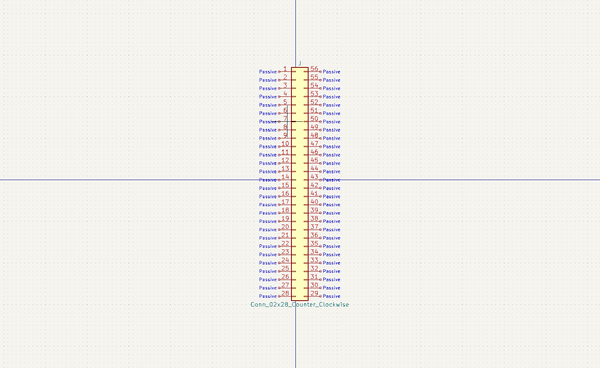 J
Passive 1 56 Passive
Passive 2 55 Passive
Passive 3 54 Passive
Passive 4 53 Passive
Passive 5 52 Passive
Passive 6 51 Passive
Passive 7 50 Passive
Passive 8 49 Passive
Passive 9 48 Passive
Passive 10 47 Passive
Passive 11 46 Passive
Passive 12 45 Passive
Passive 13 44 Passive
Passive 14 43 Passive
Passive 15 42 Passive
Passive 16 41 Passive
Passive 17 40 Passive
Passive 18 39 Passive
Passive 19 38 Passive
Passive 20 37 Passive
Passive 21 36 Passive
Passive 22 35 Passive
Passive 23 34 Passive
Passive 24 33 Passive
Passive 25 32 Passive
Passive 26 31 Passive
Passive 27 30 Passive
Passive 28 29 Passive
Conn_02x28_Counter_Clockwise